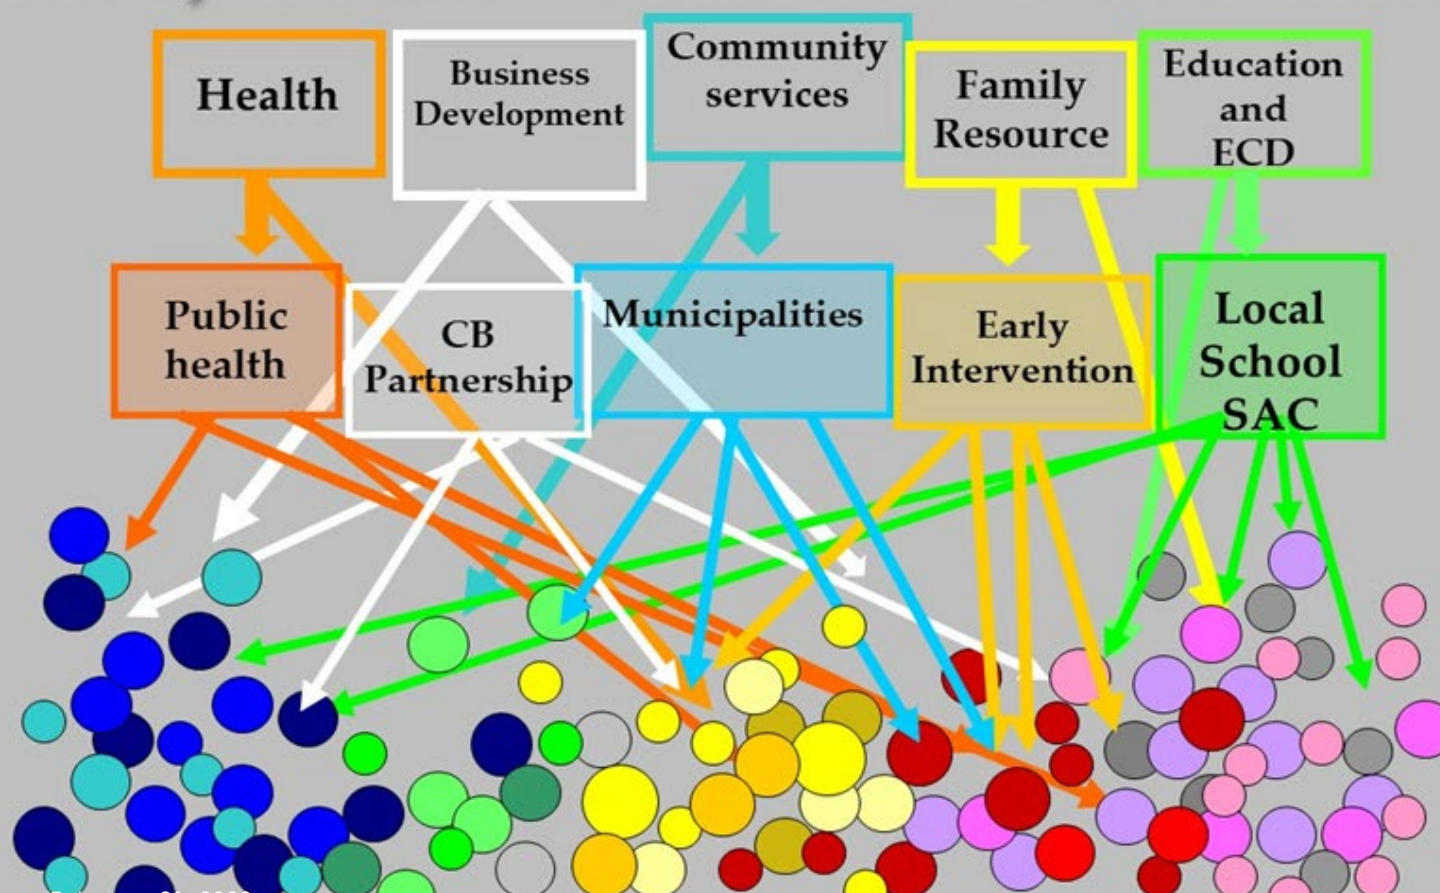 Health
Business
Development
Community
services
Family
Resource
Education
and
ECD
Public
health
CB
Partnership
Municipalities
Early
Intervention
Local
School
SAC